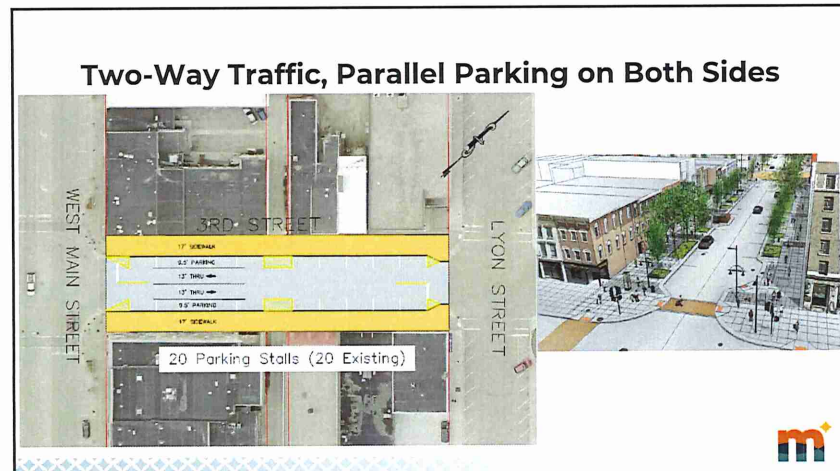 Two-Way Traffic, Parallel Parking on Both Sides
WEST MAIN STREET
3RD STREET
LYON STREET
17' SIDEWALK
9.5' PARKING
13' THRU
13' THRU
9.5' PARKING
17' SIDEWALK
20 Parking Stalls (20 Existing)
m